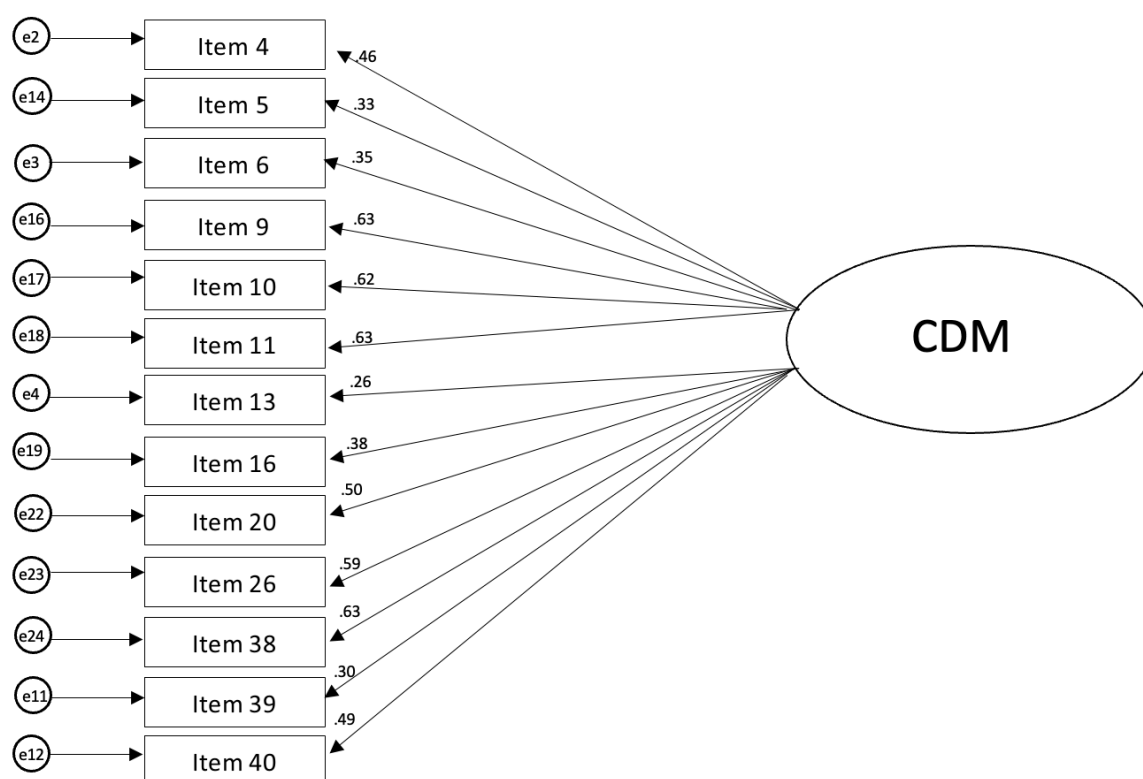 e2
Item 4
.46
e14
Item 5
.33
e3
Item 6
.35
e16
Item 9
.63
e17
Item 10
.62
e18
Item 11
.63
e4
Item 13
.26
e19
Item 16
.38
e22
Item 20
.50
e23
Item 26
.59
e24
Item 38
.63
e11
Item 39
.30
e12
Item 40
.49
CDM